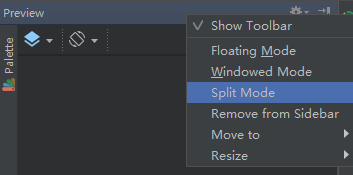 Preview
Palette
Show Toolbar
Floating Mode
Windowed Mode
Split Mode
Remove from Sidebar
Move to
Resize